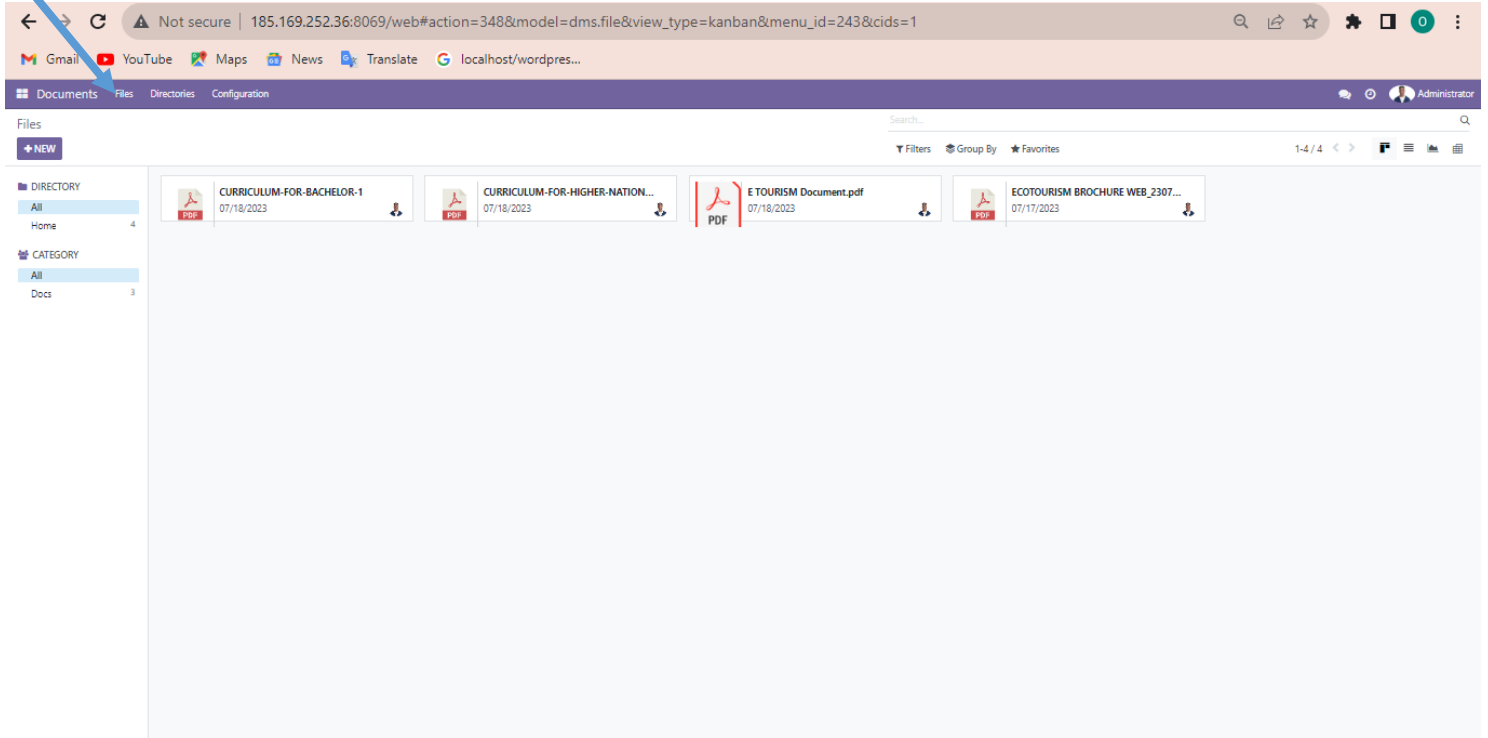 Not secure | 185.169.252.36:8069/web#action=348&model=dms.file&view_type=kanban&menu_id=243&cids=1
O
Gmail YouTube Maps News Translate localhost/wordpres...
Documents Files Directories Configuration
Administrator
Files
Search...
+ NEW
Filters Group By Favorites
1-4 / 4
DIRECTORY
All
Home 4
CATEGORY
All
Docs 3
PDF
CURRICULUM-FOR-BACHELOR-1
07/18/2023
PDF
CURRICULUM-FOR-HIGHER-NATION...
07/18/2023
PDF
E TOURISM Document.pdf
07/18/2023
PDF
ECOTOURISM BROCHURE WEB_2307...
07/17/2023